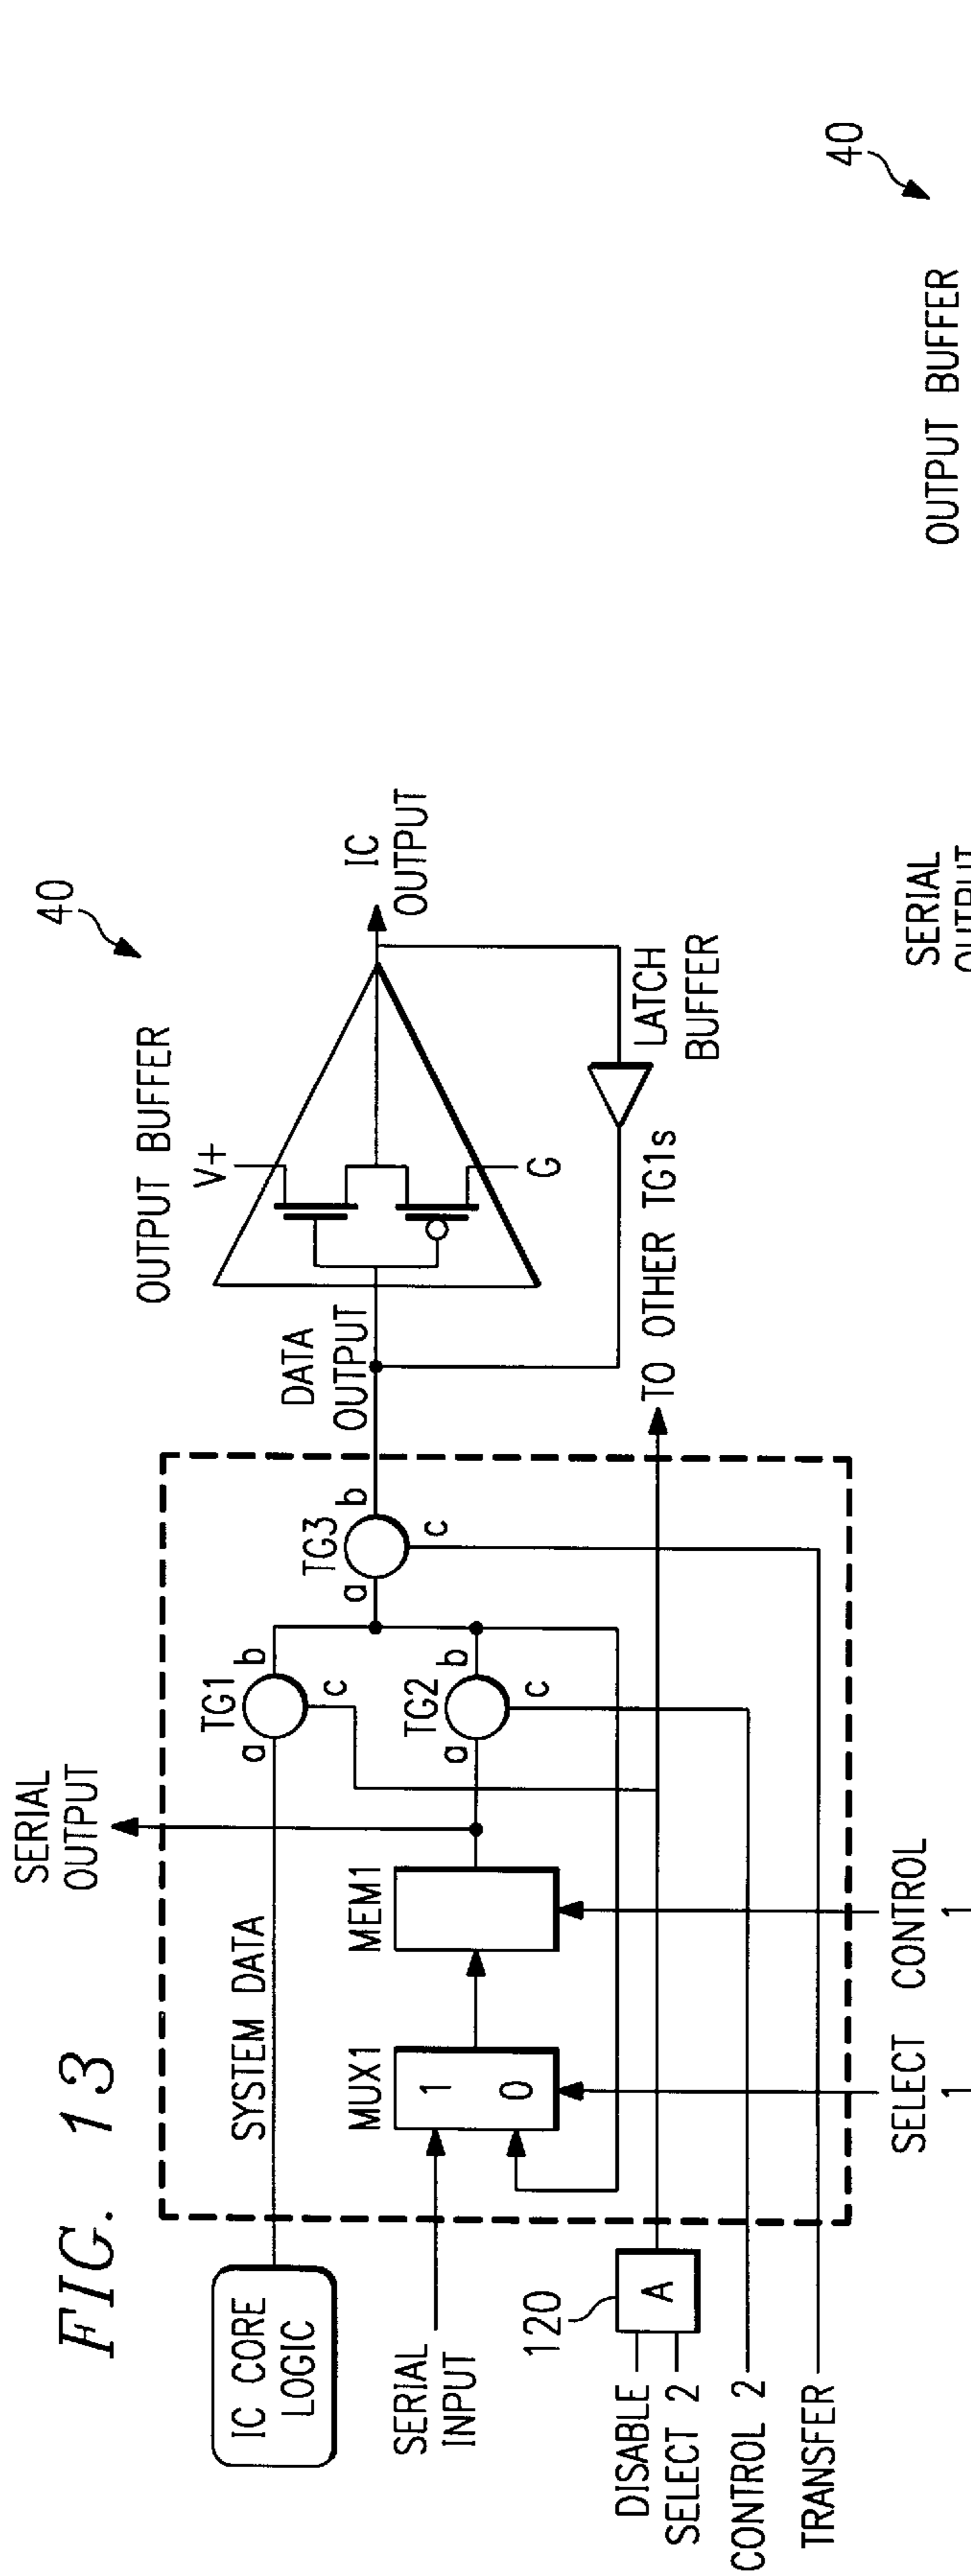 FIG. 13
40
SERIAL
OUTPUT
OUTPUT BUFFER
V+
IC CORE
LOGIC
SYSTEM DATA
TG1
a
b
c
TG3
a
b
c
DATA
OUTPUT
IC
OUTPUT
SERIAL
INPUT
MUX1
1
0
MEM1
TG2
a
b
c
G
LATCH
BUFFER
120
A
DISABLE
SELECT 2
CONTROL 2
TRANSFER
TO OTHER TG1s
SELECT
1
CONTROL
1
40
OUTPUT BUFFER
SERIAL
OUTPUT